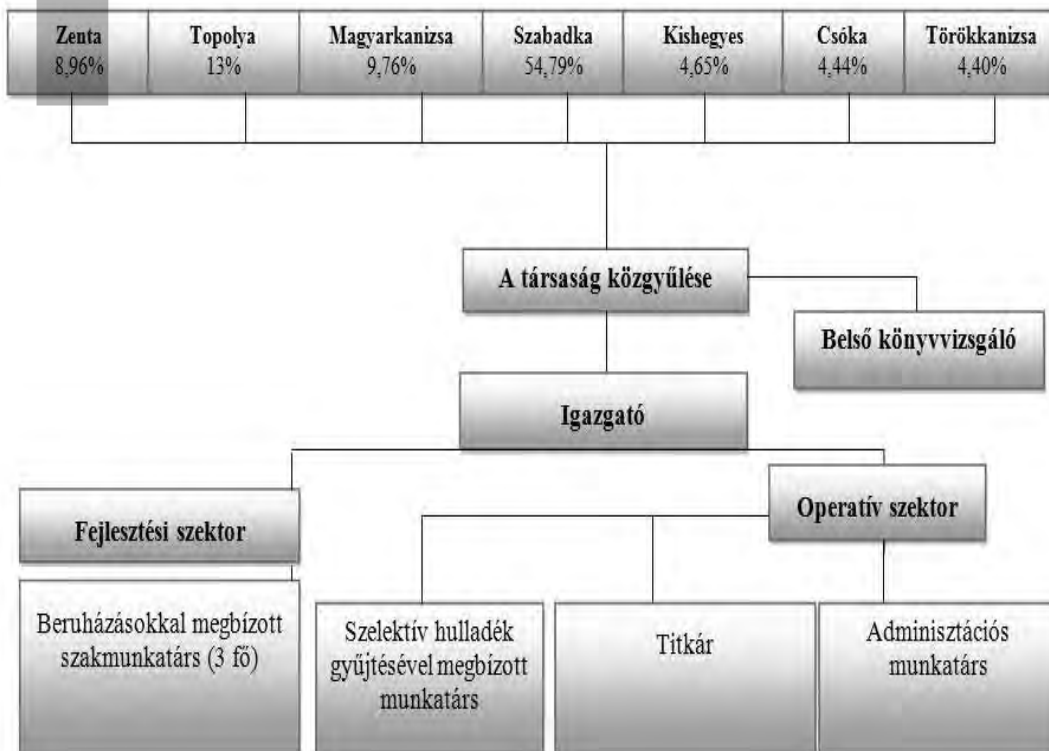 Zenta
8,96%
Topolya
13%
Magyarkanizsa
9,76%
Szabadka
54,79%
Kishegyes
4,65%
Csóka
4,44%
Törökkanizsa
4,40%
A társaság közgyűlése
Belső könyvvizsgáló
Igazgató
Fejlesztési szektor
Operatív szektor
Beruházásokkal megbízott
szakmunkatárs (3 fő)
Szelektív hulladék
gyűjtésével megbízott
munkatárs
Titkár
Adminisztációs
munkatárs